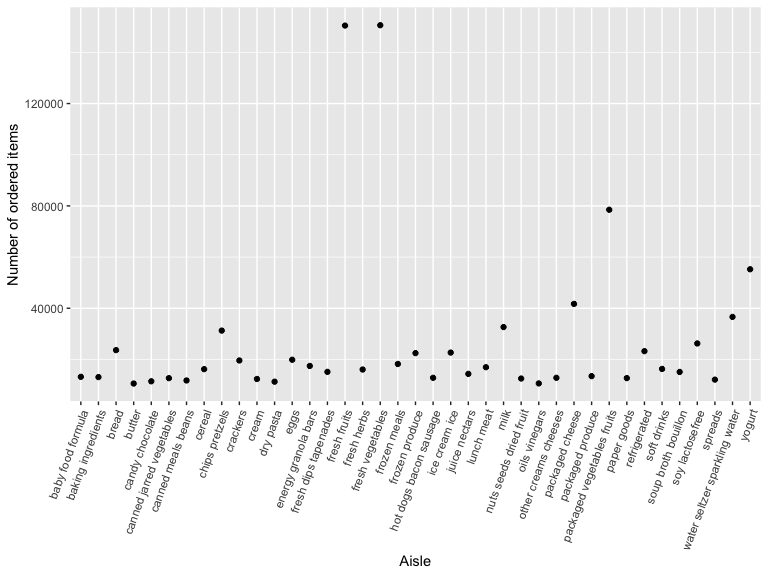 Number of ordered items
120000
80000
40000
baby food formula
baking ingredients
bread
butter
candy chocolate
canned jarred vegetables
canned meals beans
cereal
chips pretzels
crackers
cream
dry pasta
eggs
energy granola bars
fresh dips tapenades
fresh fruits
fresh herbs
fresh vegetables
frozen meals
frozen produce
hot dogs bacon sausage
ice cream ice
juice nectars
lunch meat
milk
nuts seeds dried fruit
oils vinegars
other creams cheeses
packaged cheese
packaged produce
packaged vegetables fruits
paper goods
refrigerated
soft drinks
soup broth bouillon
soy lactosefree
spreads
water seltzer sparkling water
yogurt
Aisle